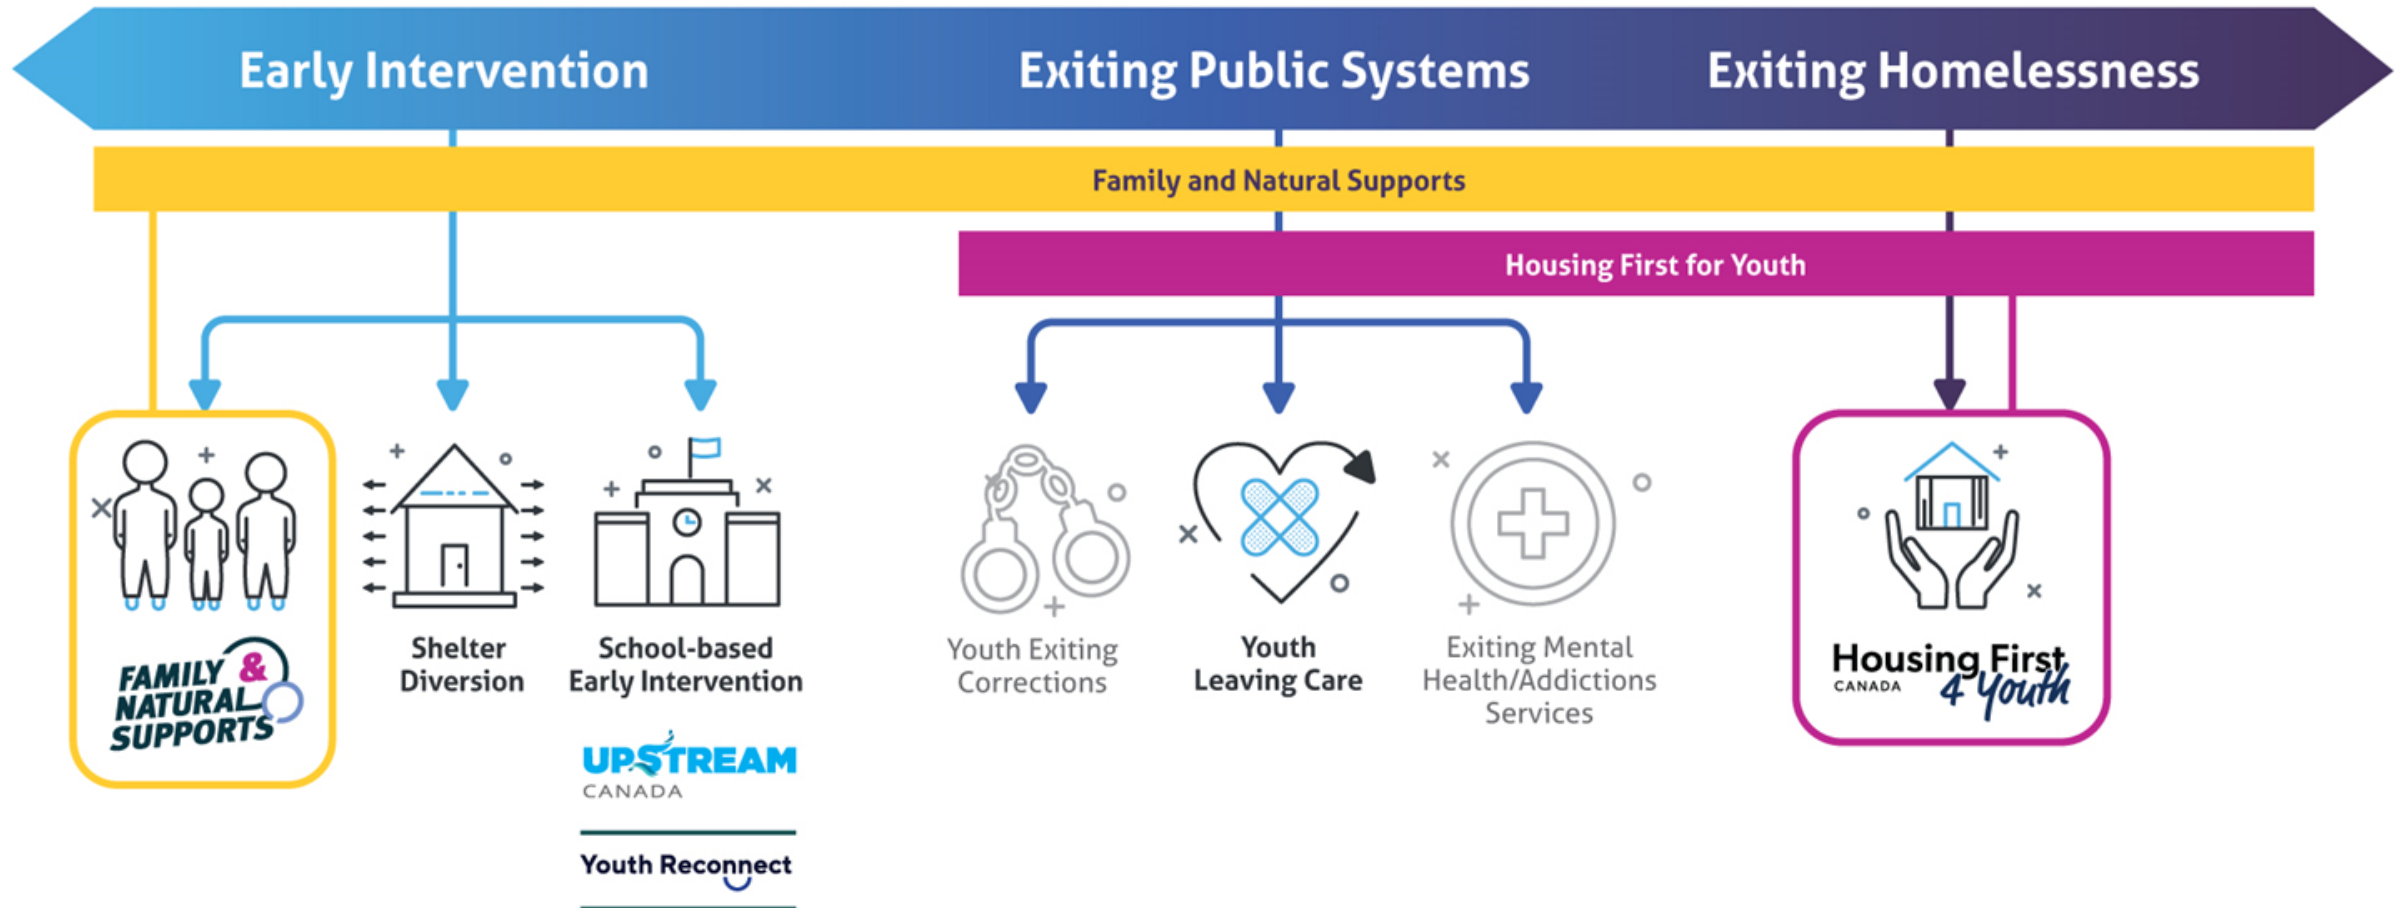 Early Intervention
Exiting Public Systems
Exiting Homelessness
Family and Natural Supports
Housing First for Youth
FAMILY &
NATURAL
SUPPORTS
Shelter
Diversion
School-based
Early Intervention
UPSTREAM
CANADA
Youth Reconnect
Youth Exiting
Corrections
Youth
Leaving Care
Exiting Mental
Health/Addictions
Services
Housing First
CANADA
4 Youth